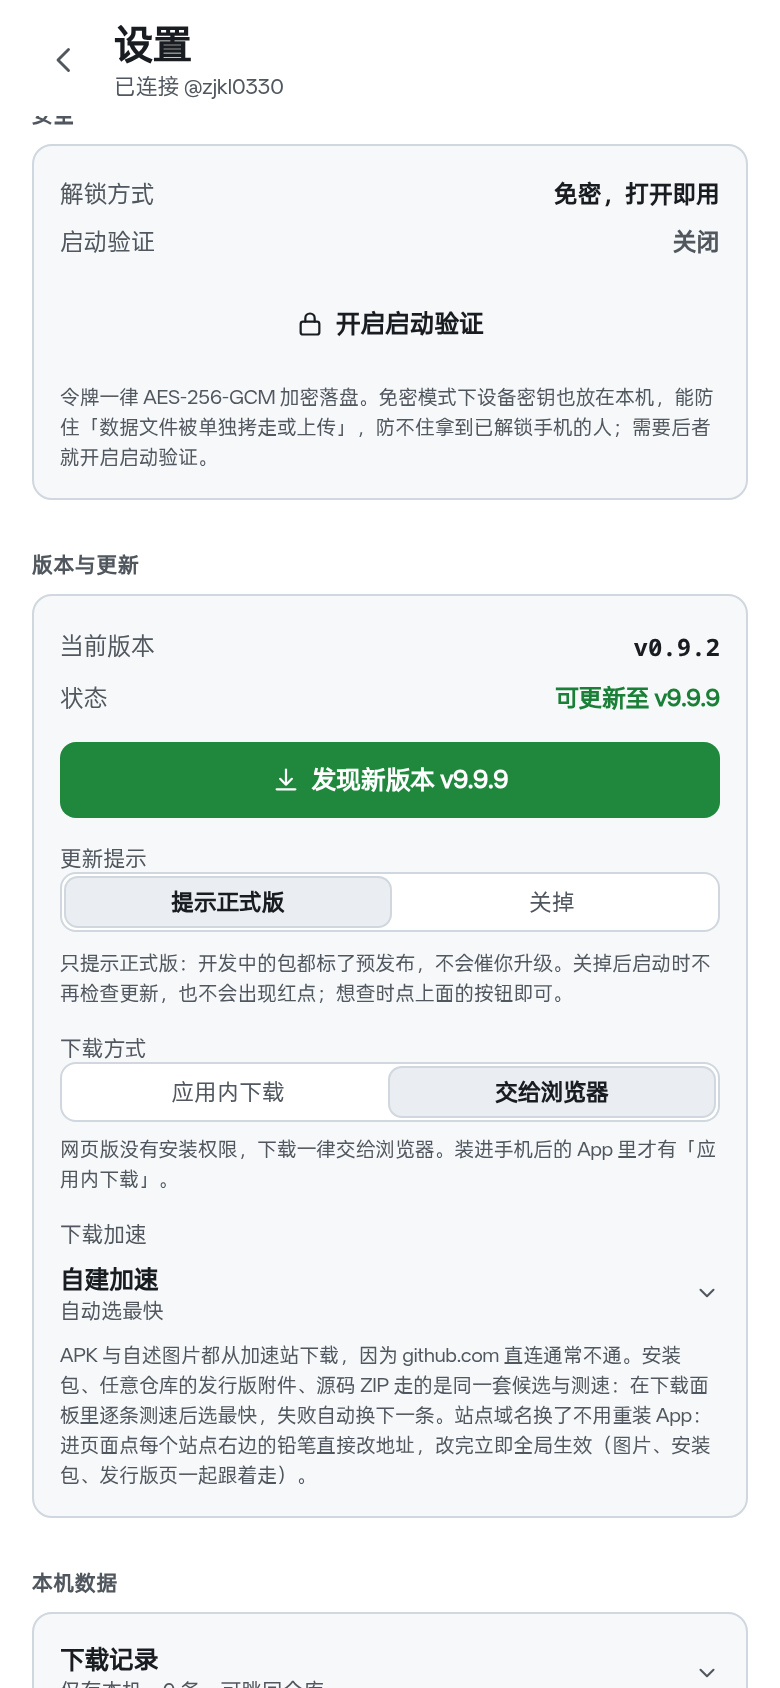 设置
已连接 @zjkl0330
安全
解锁方式
免密，打开即用
启动验证
关闭
开启启动验证
令牌一律 AES-256-GCM 加密落盘。免密模式下设备密钥也放在本机，能防
住「数据文件被单独拷走或上传」，防不住拿到已解锁手机的人；需要后者
就开启启动验证。
版本与更新
当前版本
v0.9.2
状态
可更新至 v9.9.9
发现新版本 v9.9.9
更新提示
提示正式版
关掉
只提示正式版：开发中的包都标了预发布，不会催你升级。关掉后启动时不
再检查更新，也不会出现红点；想查时点上面的按钮即可。
下载方式
应用内下载
交给浏览器
网页版没有安装权限，下载一律交给浏览器。装进手机后的 App 里才有「应
用内下载」。
下载加速
自建加速
自动选最快
APK 与自述图片都从加速站下载，因为 github.com 直连通常不通。安装
包、任意仓库的发行版附件、源码 ZIP 走的是同一套候选与测速：在下载面
板里逐条测速后选最快，失败自动换下一条。站点域名换了不用重装 App：
进页面点每个站点右边的铅笔直接改地址，改完立即全局生效（图片、安装
包、发行版页一起跟着走）。
本机数据
下载记录
仅存本机 · 0 条 · 可跳回仓库